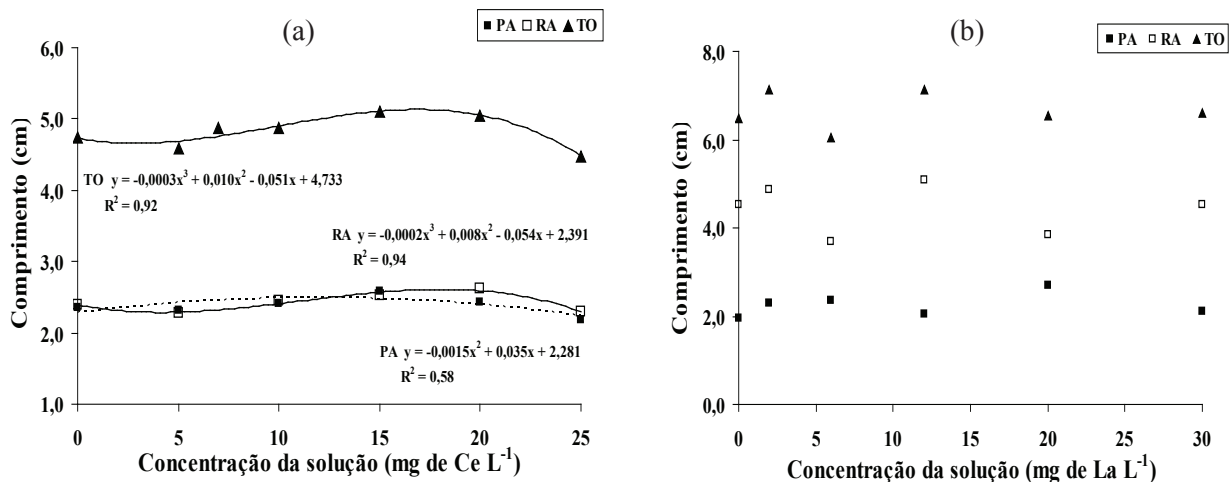 (a)
PA RA TO
6,0
5,0
4,0
3,0
2,0
1,0
Comprimento (cm)
TO y = -0,0003x³ + 0,010x² - 0,051x + 4,733
R² = 0,92
RA y = -0,0002x³ + 0,008x² - 0,054x + 2,391
R² = 0,94
PA y = -0,0015x² + 0,035x + 2,281
R² = 0,58
0 5 10 15 20 25
Concentração da solução (mg de Ce L⁻¹)
(b)
PA RA TO
8,0
6,0
4,0
2,0
0,0
Comprimento (cm)
0 5 10 15 20 25 30
Concentração da solução (mg de La L⁻¹)